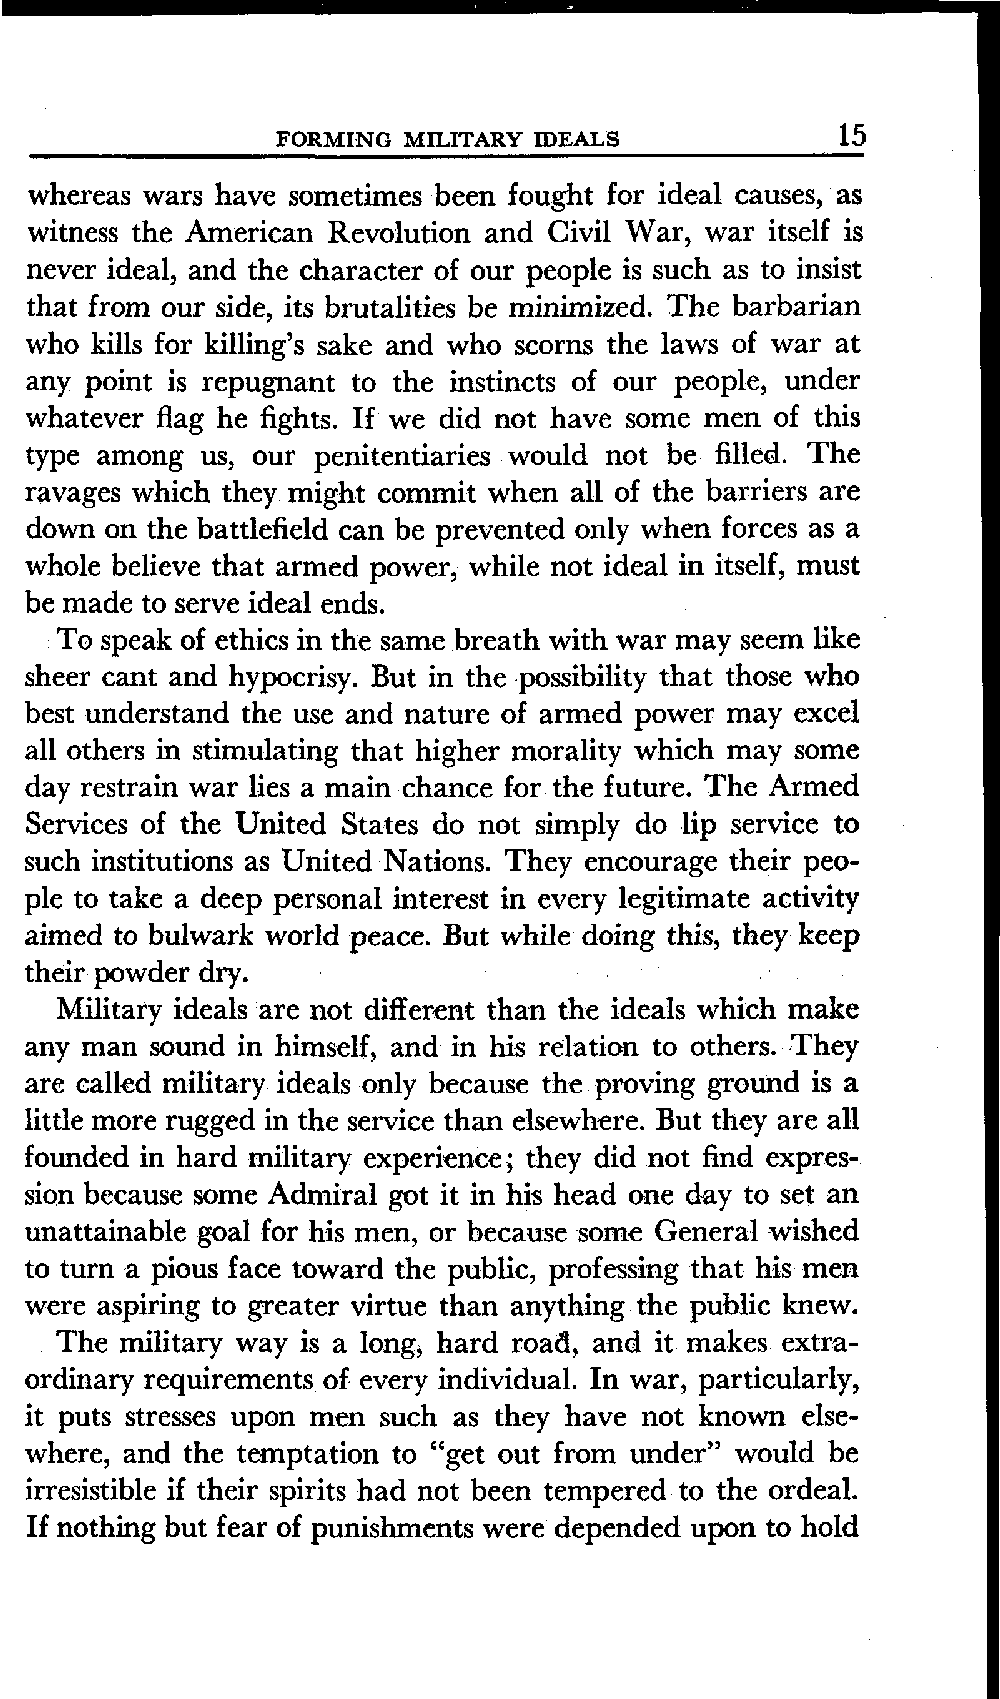 FORMING MILITARY IDEALS 15
whereas wars have sometimes been fought for ideal causes, as
witness the American Revolution and Civil War, war itself is
never ideal, and the character of our people is such as to insist
that from our side, its brutalities be minimized. The barbarian
who kills for killing's sake and who scorns the laws of war at
any point is repugnant to the instincts of our people, under
whatever flag he fights. If we did not have some men of this
type among us, our penitentiaries would not be filled. The
ravages which they might commit when all of the barriers are
down on the battlefield can be prevented only when forces as a
whole believe that armed power, while not ideal in itself, must
be made to serve ideal ends.
To speak of ethics in the same breath with war may seem like
sheer cant and hypocrisy. But in the possibility that those who
best understand the use and nature of armed power may excel
all others in stimulating that higher morality which may some
day restrain war lies a main chance for the future. The Armed
Services of the United States do not simply do lip service to
such institutions as United Nations. They encourage their peo-
ple to take a deep personal interest in every legitimate activity
aimed to bulwark world peace. But while doing this, they keep
their powder dry.
Military ideals are not different than the ideals which make
any man sound in himself, and in his relation to others. They
are called military ideals only because the proving ground is a
little more rugged in the service than elsewhere. But they are all
founded in hard military experience; they did not find expres-
sion because some Admiral got it in his head one day to set an
unattainable goal for his men, or because some General wished
to turn a pious face toward the public, professing that his men
were aspiring to greater virtue than anything the public knew.
The military way is a long, hard road, and it makes extra-
ordinary requirements of every individual. In war, particularly,
it puts stresses upon men such as they have not known else-
where, and the temptation to "get out from under" would be
irresistible if their spirits had not been tempered to the ordeal.
If nothing but fear of punishments were depended upon to hold